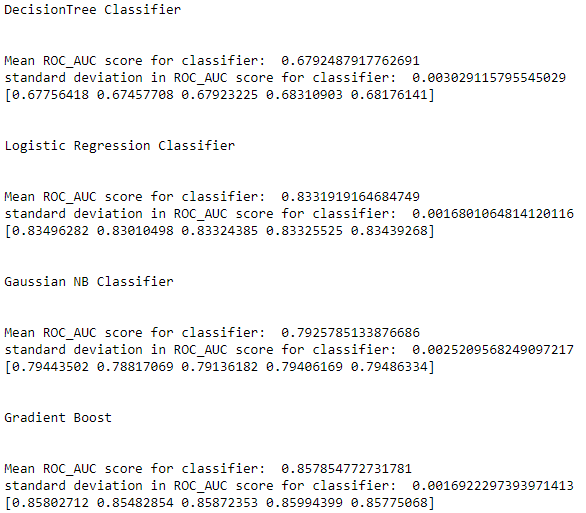 DecisionTree Classifier
Mean ROC_AUC score for classifier:  0.6792487917762691
standard deviation in ROC_AUC score for classifier:  0.003029115795545029
[0.67756418 0.67457708 0.67923225 0.68310903 0.68176141]
Logistic Regression Classifier
Mean ROC_AUC score for classifier:  0.8331919164684749
standard deviation in ROC_AUC score for classifier:  0.0016801064814120116
[0.83496282 0.83010498 0.83324385 0.83325525 0.83439268]
Gaussian NB Classifier
Mean ROC_AUC score for classifier:  0.7925785133876686
standard deviation in ROC_AUC score for classifier:  0.0025209568249097217
[0.79443502 0.78817069 0.79136182 0.79406169 0.79486334]
Gradient Boost
Mean ROC_AUC score for classifier:  0.857854772731781
standard deviation in ROC_AUC score for classifier:  0.0016922297393971413
[0.85802712 0.85482854 0.85872353 0.85994399 0.85775068]